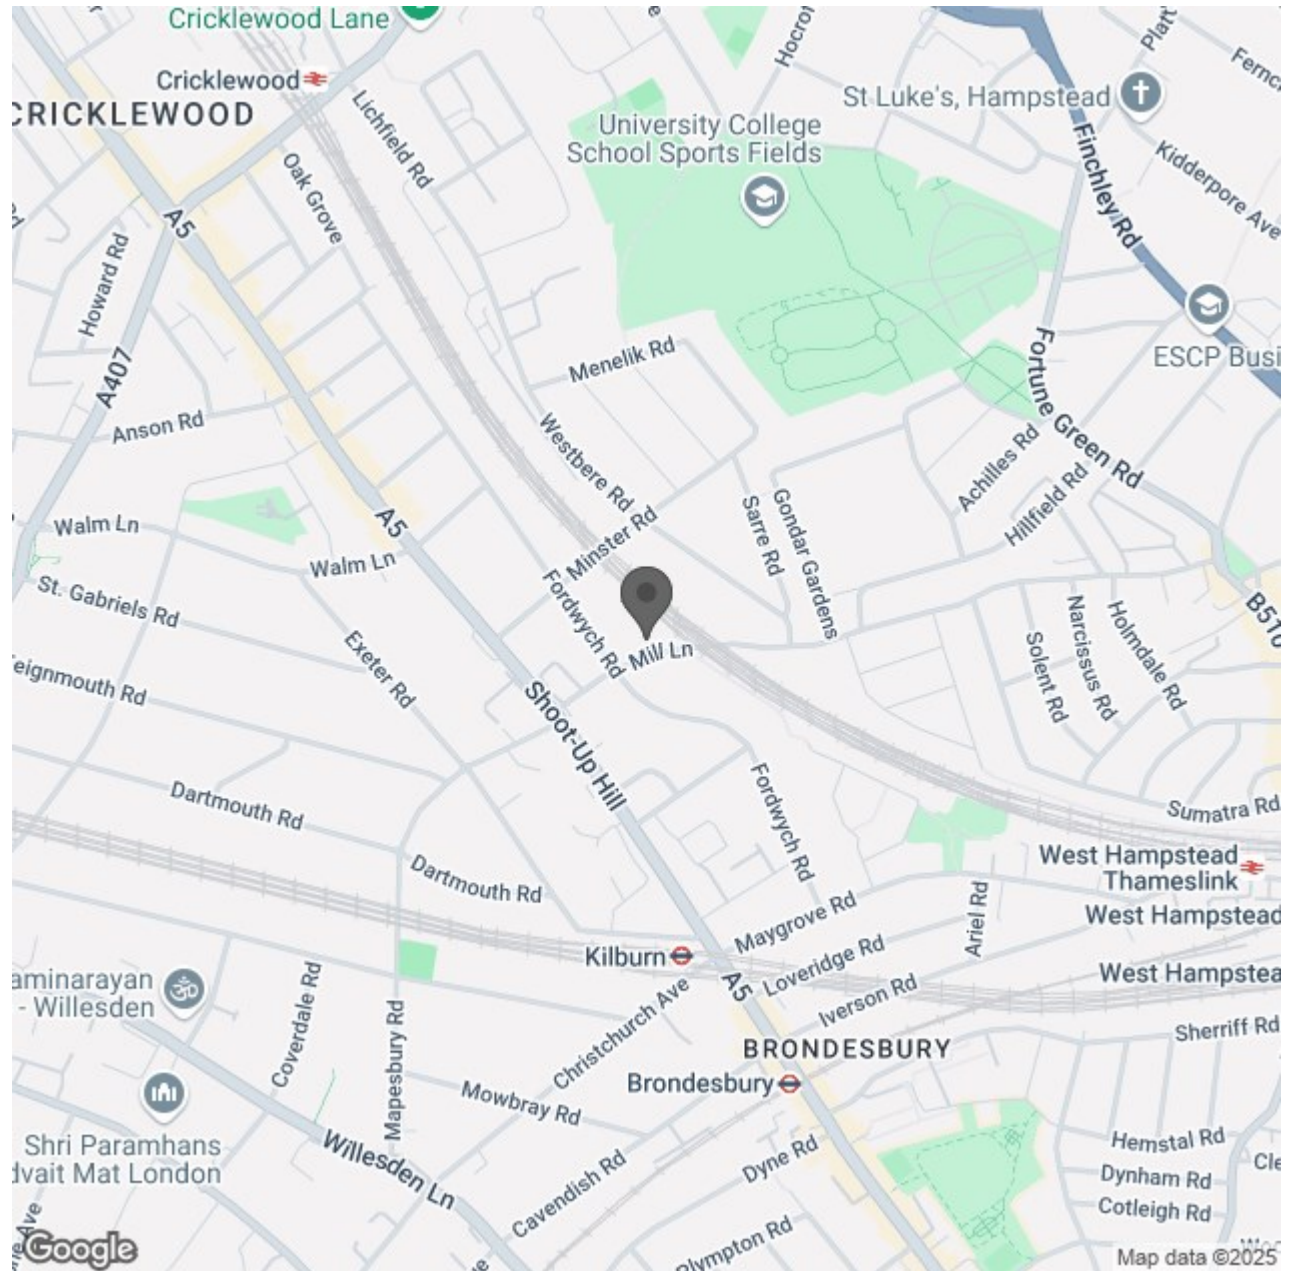 Cricklewood Lane
Cricklewood
CRICKLEWOOD
Lichfield Rd
Oak Grove
Howard Rd
A5
A407
Anson Rd
University College
School Sports Fields
St Luke's, Hampstead
Platt
Finchley Rd
Kidderpore Ave
ESCP Busi
Menelik Rd
Westbere Rd
Fortune Green Rd
Achilles Rd
Hillfield Rd
Sarre Rd
Gondar Gardens
A5
Walm Ln
Walm Ln
Minster Rd
St. Gabriels Rd
Fordwych Rd
Mill Ln
Exeter Rd
eignmouth Rd
Shoot-Up Hill
Solent Rd
Narcissus Rd
Holmdale Rd
B510
Dartmouth Rd
Dartmouth Rd
Fordwych Rd
Sumatra Rd
West Hampstead
Thameslink
West Hampstead
West Hampstea
Maygrove Rd
Ariel Rd
Kilburn
A5
Loveridge Rd
Iverson Rd
aminarayan
- Willesden
Coverdale Rd
Mapesbury Rd
Christchurch Ave
BRONDESBURY
Sherriff Rd
Brondesbury
Mowbray Rd
Shri Paramhans
dvait Mat London
Willesden Ln
Cavendish Rd
Dyne Rd
Hemstal Rd
Dynham Rd
Cotleigh Rd
Cle
Plympton Rd
Google
Map data ©2025